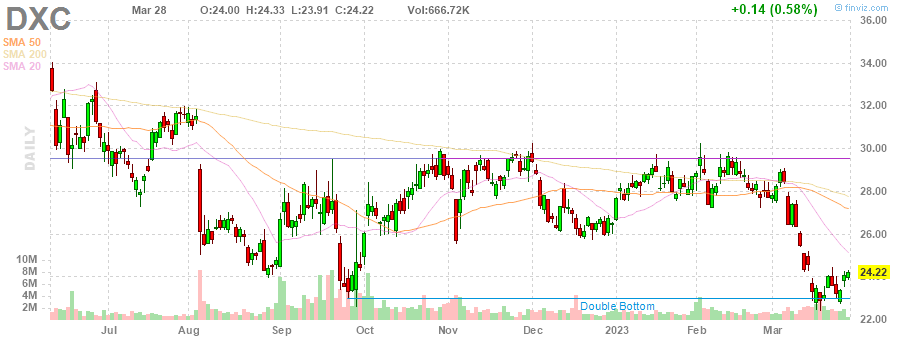 DXC Mar 28 O:24.00 H:24.33 L:23.91 C:24.22 Vol:666.72K +0.14 (0.58%) © finviz.com
SMA 50
SMA 200
SMA 20
DAILY
36.00
34.00
32.00
30.00
28.00
26.00
24.22
22.00
10M
8M
6M
4M
2M
Double Bottom
Jul Aug Sep Oct Nov Dec 2023 Feb Mar